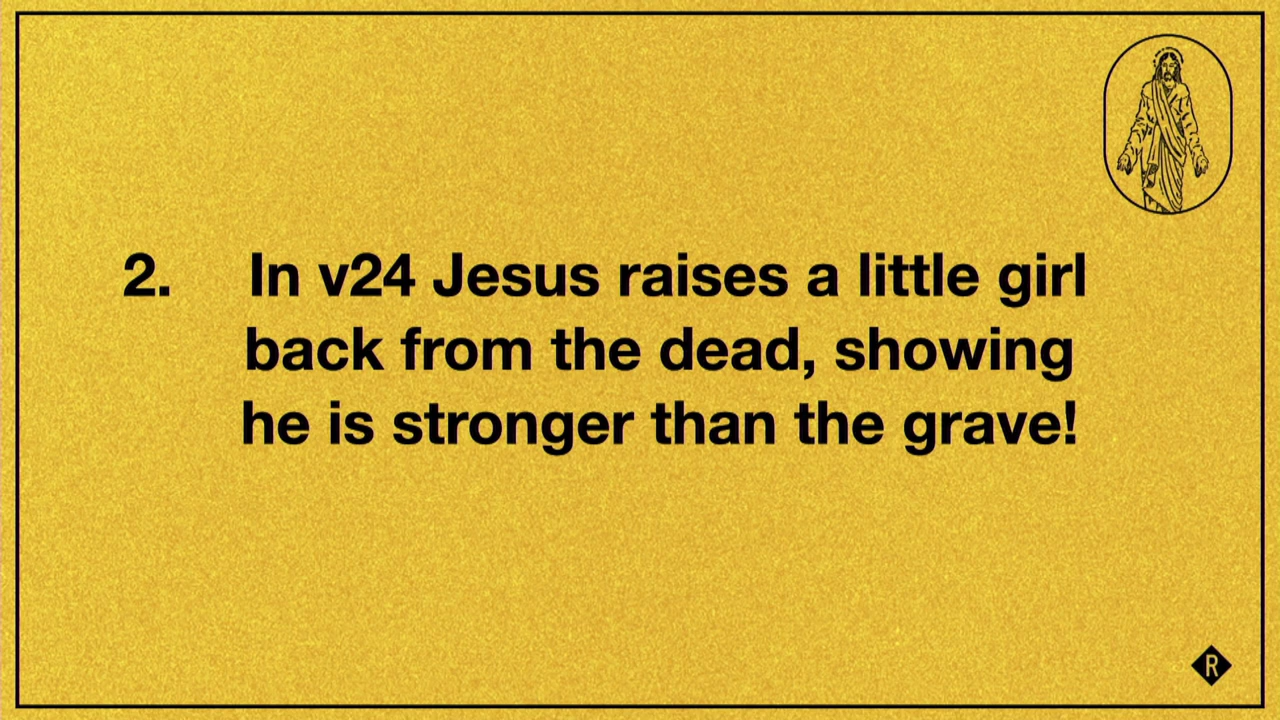 2. In v24 Jesus raises a little girl
back from the dead, showing
he is stronger than the grave!
R